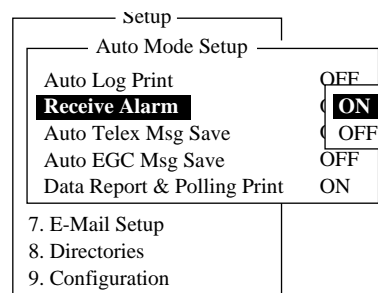 Setup
Auto Mode Setup
Auto Log Print OFF
Receive Alarm ON
Auto Telex Msg Save OFF
Auto EGC Msg Save OFF
Data Report & Polling Print ON
7. E-Mail Setup
8. Directories
9. Configuration